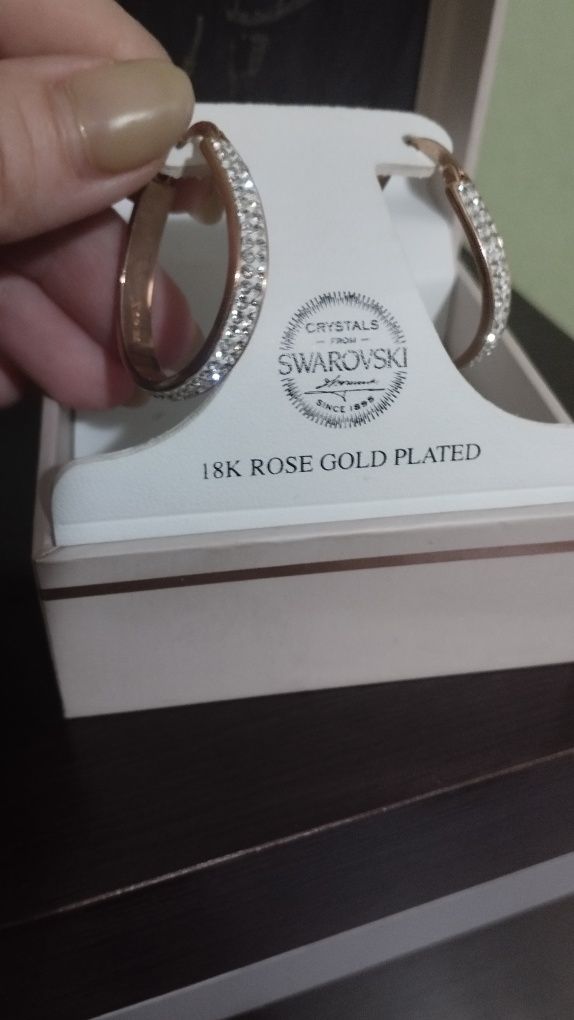 CRYSTALS
FROM
SWAROVSKI
SINCE 1895
18K ROSE GOLD PLATED